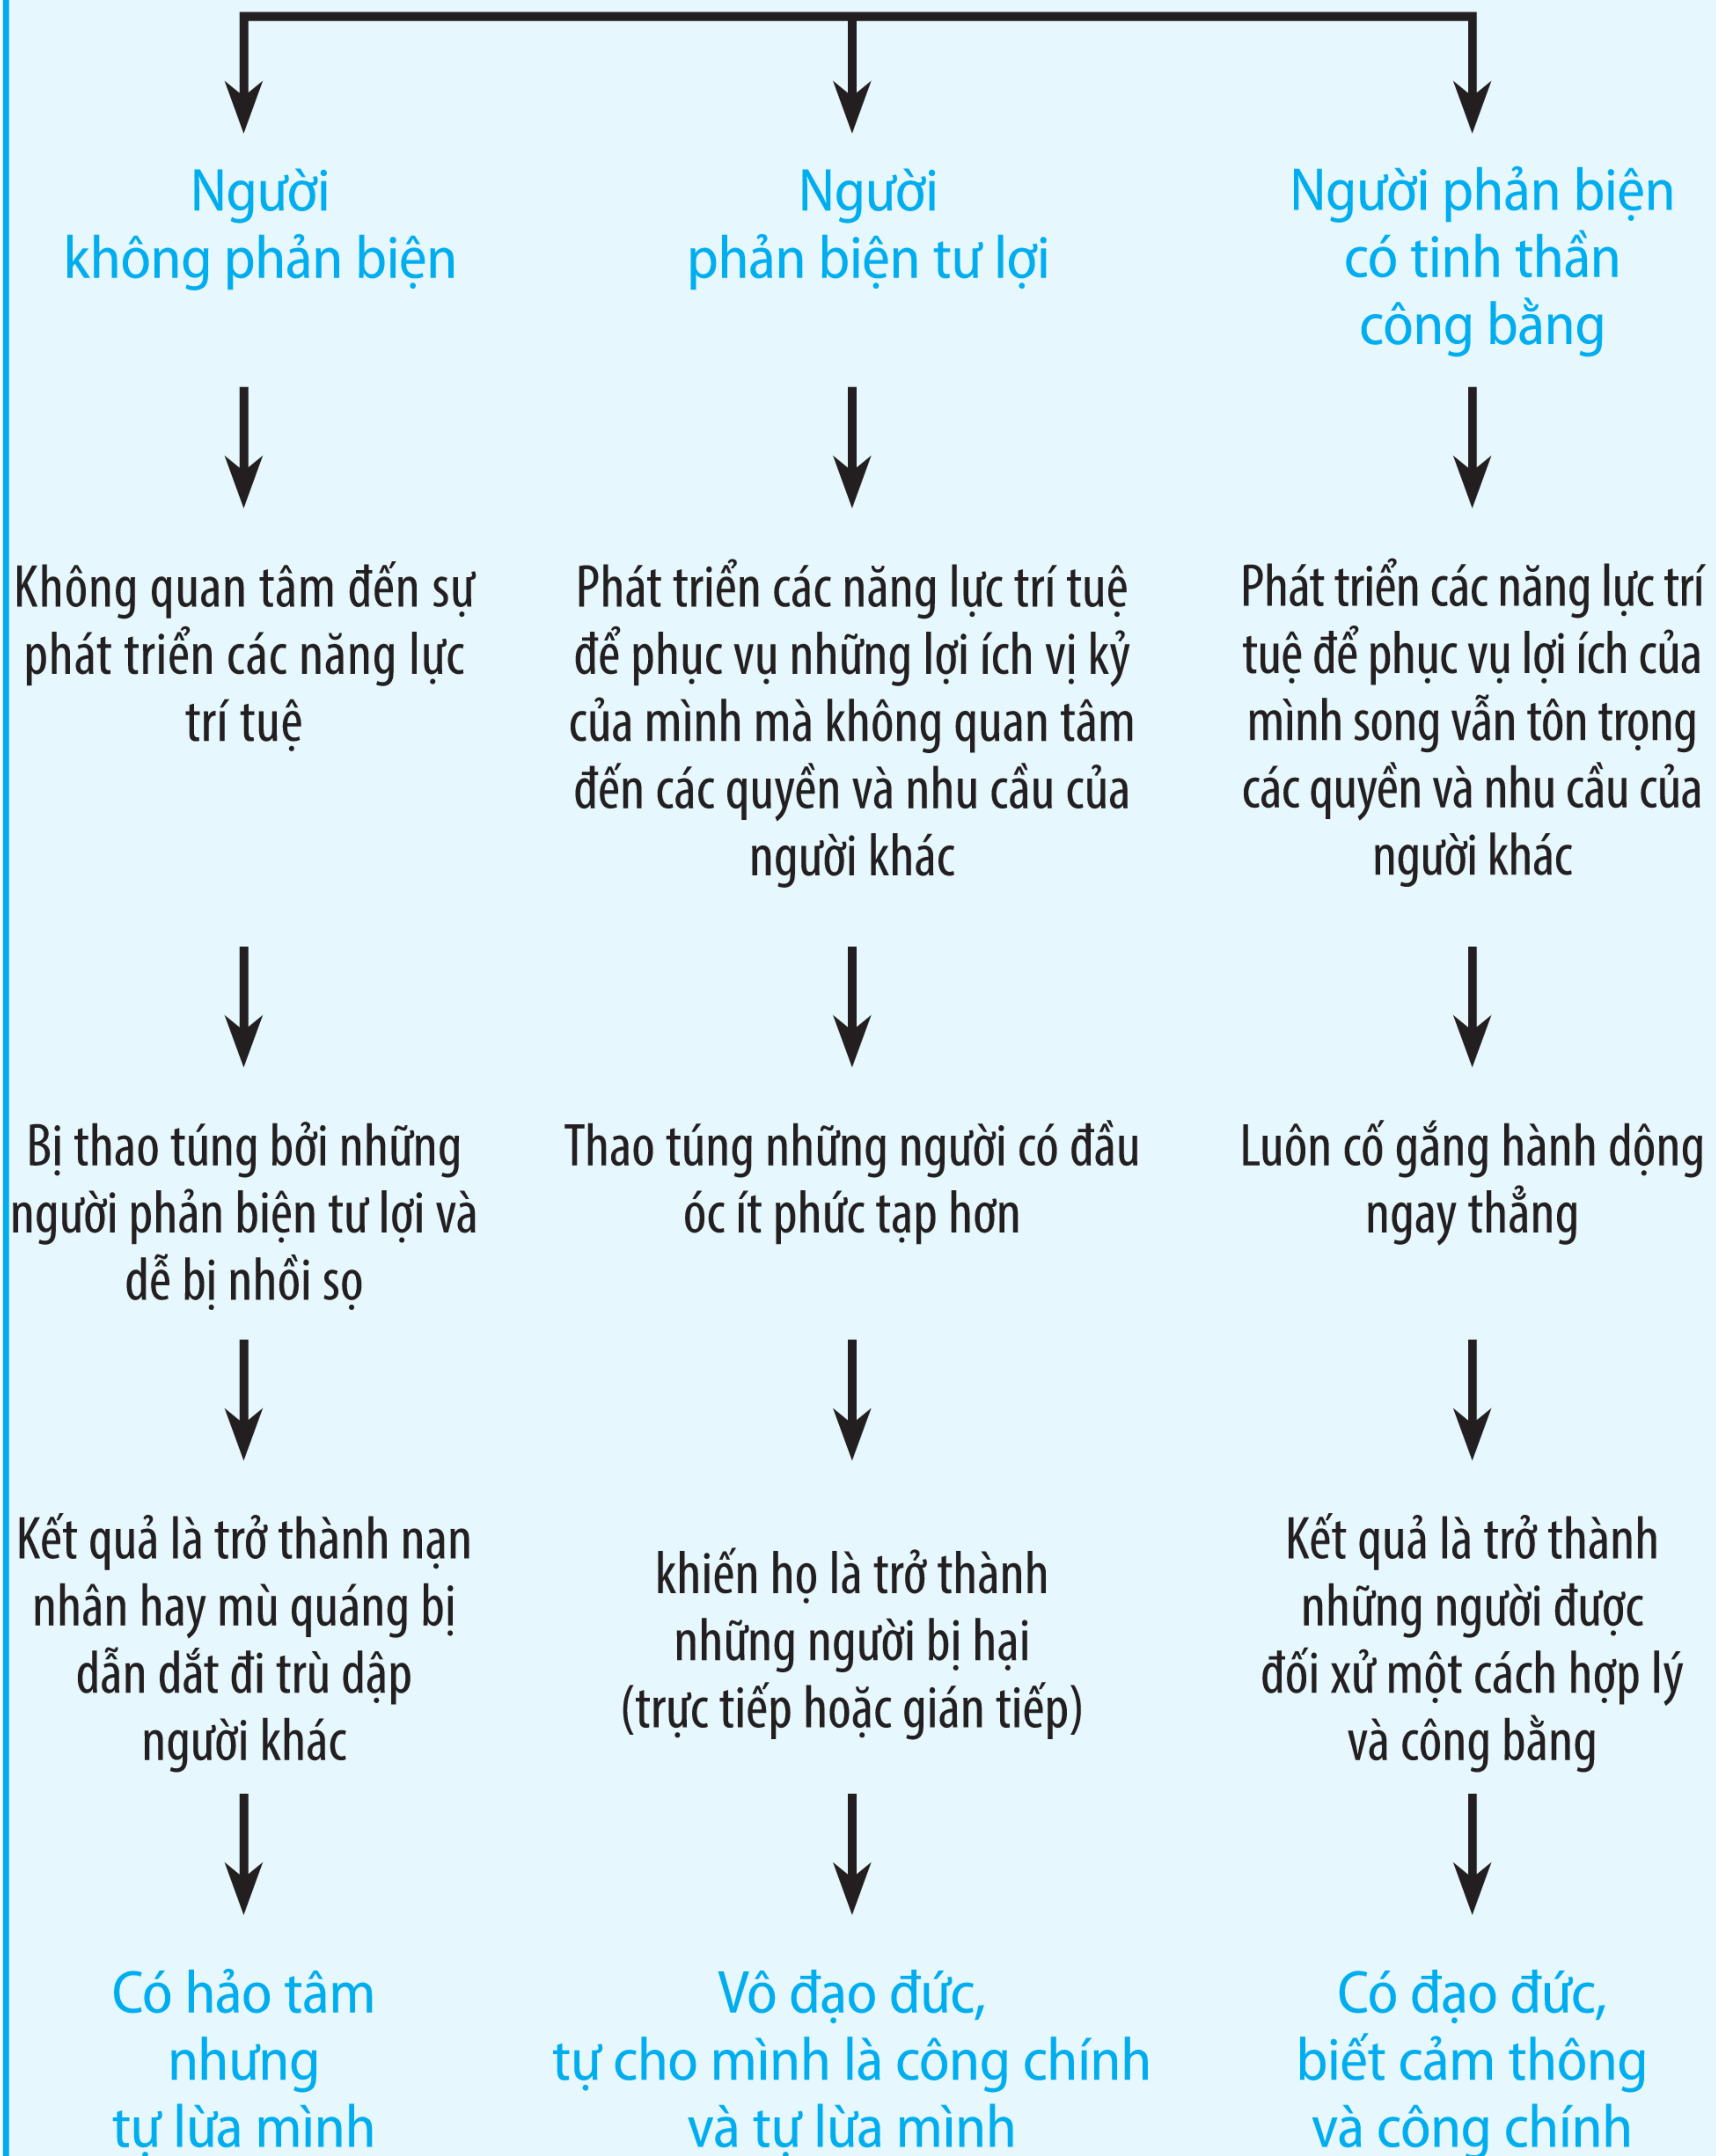 Người
không phản biện
Người
phản biện tư lợi
Người phản biện
có tinh thần
công bằng
Không quan tâm đến sự
phát triển các năng lực
trí tuệ
Phát triển các năng lực trí tuệ
để phục vụ những lợi ích vị kỷ
của mình mà không quan tâm
đến các quyền và nhu cầu của
người khác
Phát triển các năng lực trí
tuệ để phục vụ lợi ích của
mình song vẫn tôn trọng
các quyền và nhu cầu của
người khác
Bị thao túng bởi những
người phản biện tư lợi và
dễ bị nhồi sọ
Thao túng những người có đầu
óc ít phức tạp hơn
Luôn cố gắng hành dộng
ngay thẳng
Kết quả là trở thành nạn
nhân hay mù quáng bị
dẫn dắt đi trù dập
người khác
khiến họ là trở thành
những người bị hại
(trực tiếp hoặc gián tiếp)
Kết quả là trở thành
những người được
đối xử một cách hợp lý
và công bằng
Có hảo tâm
nhưng
tự lừa mình
Vô đạo đức,
tự cho mình là công chính
và tự lừa mình
Có đạo đức,
biết cảm thông
và công chính